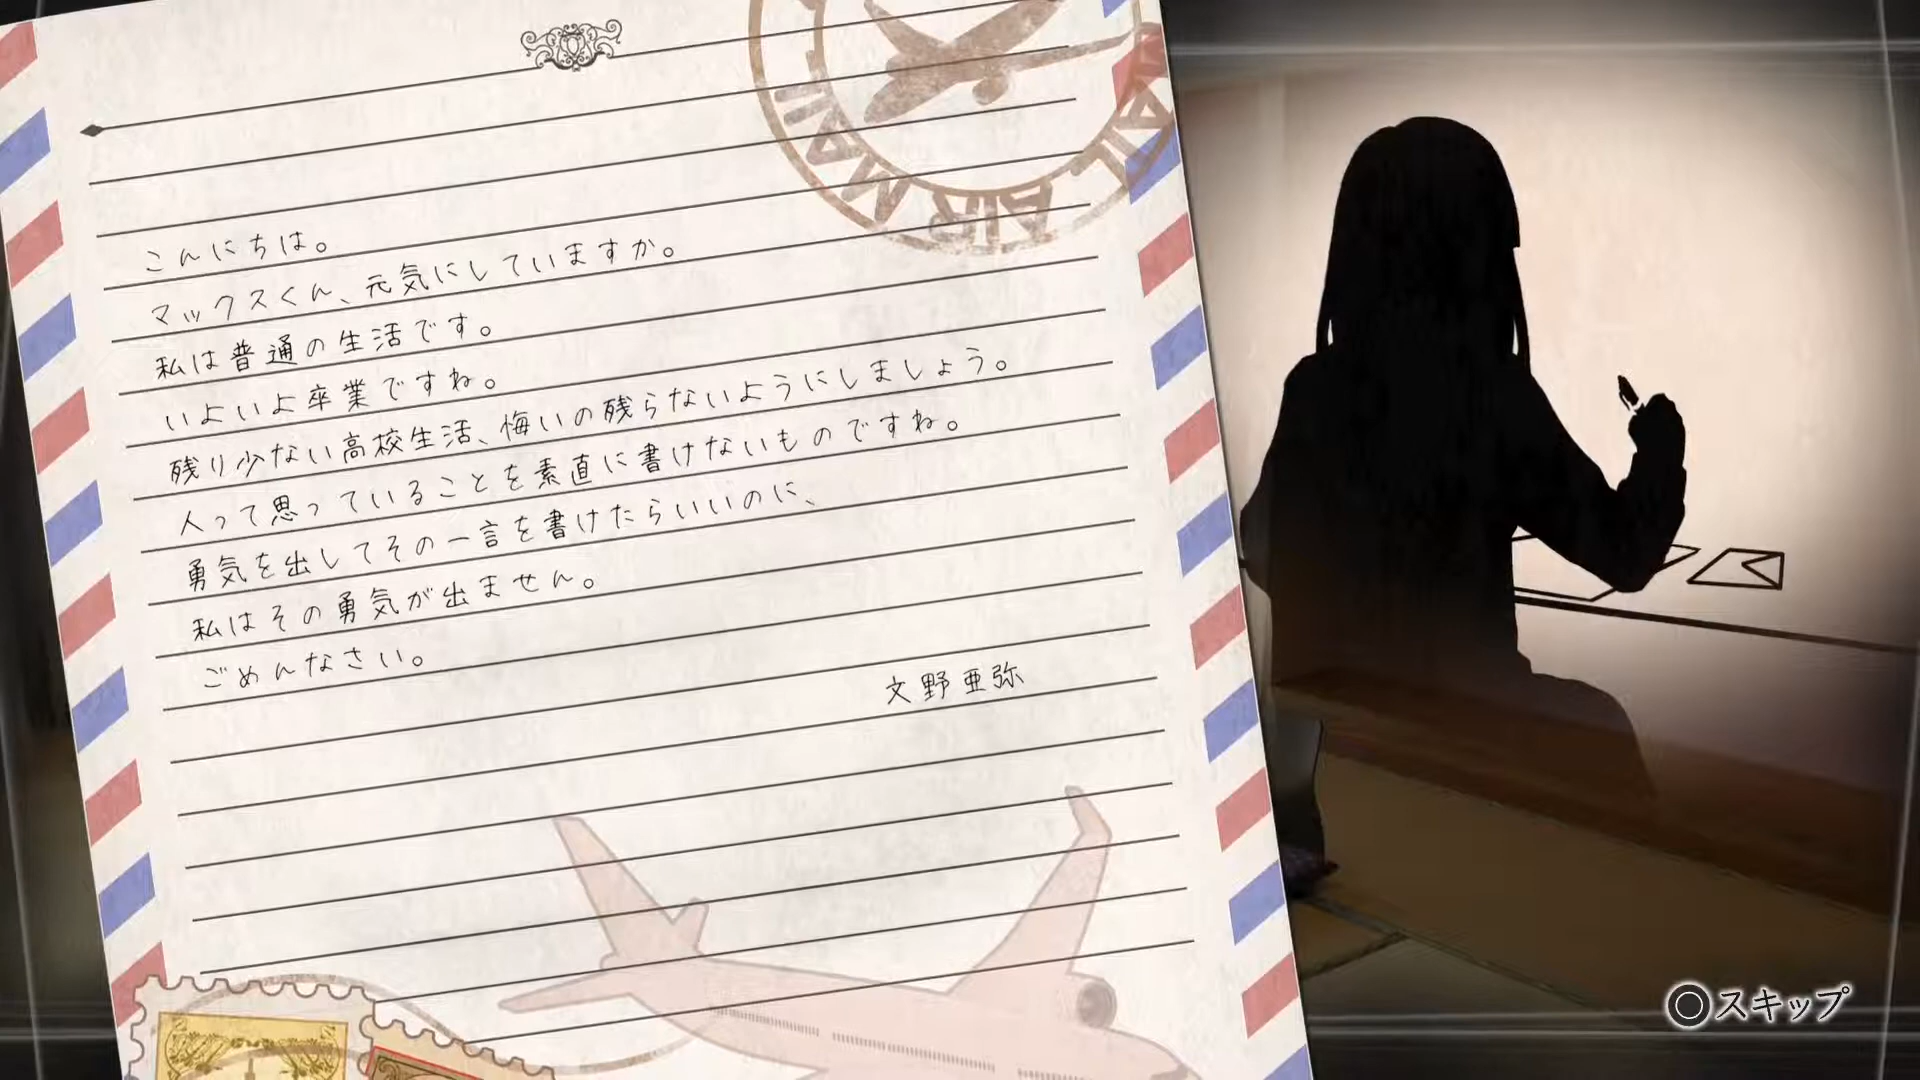 こんにちは。
マックスくん、元気にしていますか。
私は普通の生活です。
いよいよ卒業ですね。
残り少ない高校生活、悔いの残らないようにしましょう。
人って思っていることを素直に書けないものですね。
勇気を出してその一言を書けたらいいのに、
私はその勇気が出ません。
ごめんなさい。
文野亜弥
AIR MAIL
スキップ